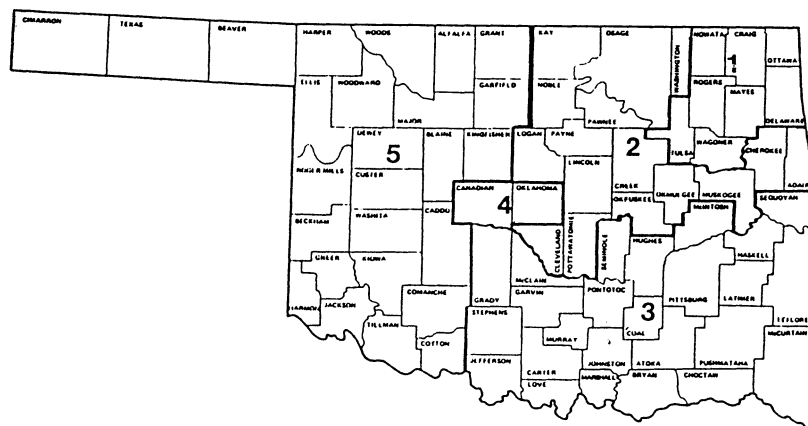 CIMARRON TEXAS BEAVER HARPER WOODS ALFALFA GRANT KAY OSAGE WASHINGTON NOWATA CRAIG
OTTAWA
ELLIS WOODWARD GARFIELD NOBLE ROGERS MAYES
MAJOR PAWNEE DELAWARE
DEWEY BLAINE KINGFISHER LOGAN PAYNE WAGONER
5 2 TULSA CHEROKEE
ROGER MILLS CUSTER LINCOLN ADAIR
CANADIAN OKLAHOMA CREEK OKMULGEE MUSKOGEE SEQUOYAH
WASHITA CADDO 4 OKFUSKEE McINTOSH
BECKHAM CLEVELAND POTTAWATOMIE SEMINOLE HUGHES
GREER KIOWA McCLAIN HASKELL
COMANCHE GRADY GARVIN PONTOTOC PITTSBURG LATIMER
HARMON JACKSON STEPHENS 3 LEFLORE
TILLMAN MURRAY COAL McCURTAIN
COTTON
JEFFERSON JOHNSTON ATOKA PUSHMATAHA
CARTER MARSHALL BRYAN CHOCTAW
LOVE